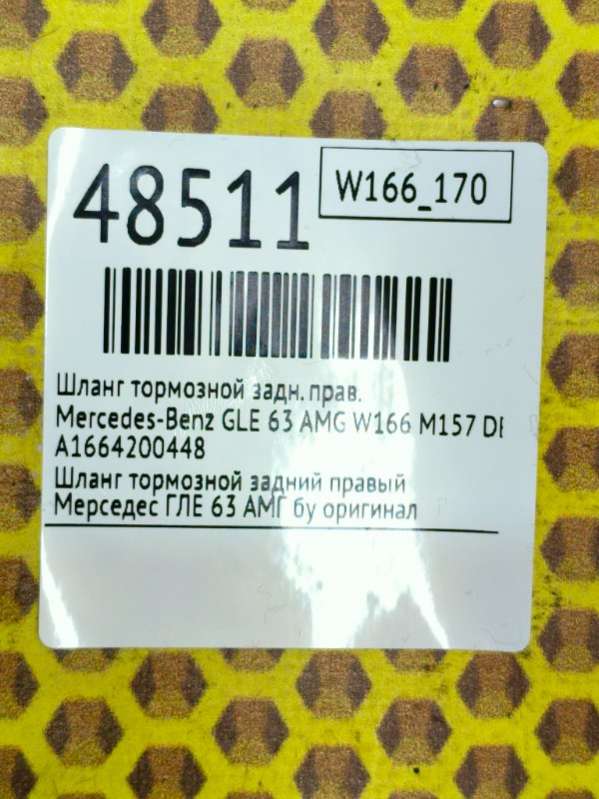 48511
W166_170
Шланг тормозной задн. прав.
Mercedes-Benz GLE 63 AMG W166 M157
A1664200448
Шланг тормозной задний правый
Мерседес ГЛЕ 63 АМГ бу оригинал